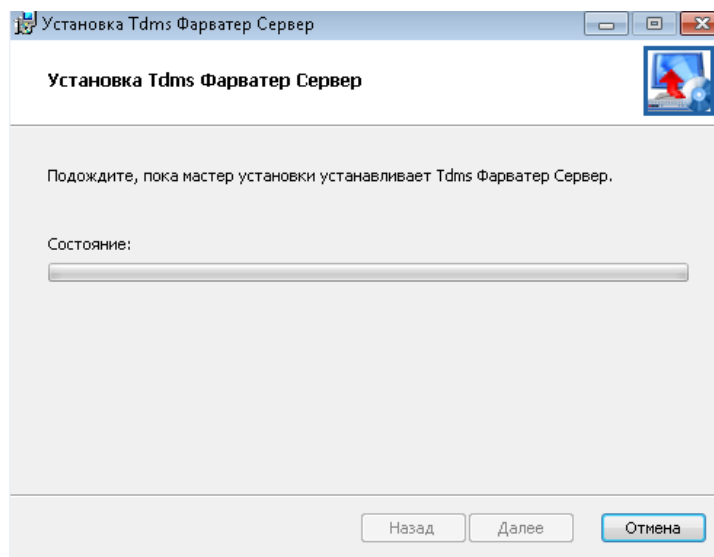 Установка Tdms Фарватер Сервер
Установка Tdms Фарватер Сервер
Подождите, пока мастер установки устанавливает Tdms Фарватер Сервер.
Состояние:
Назад Далее Отмена